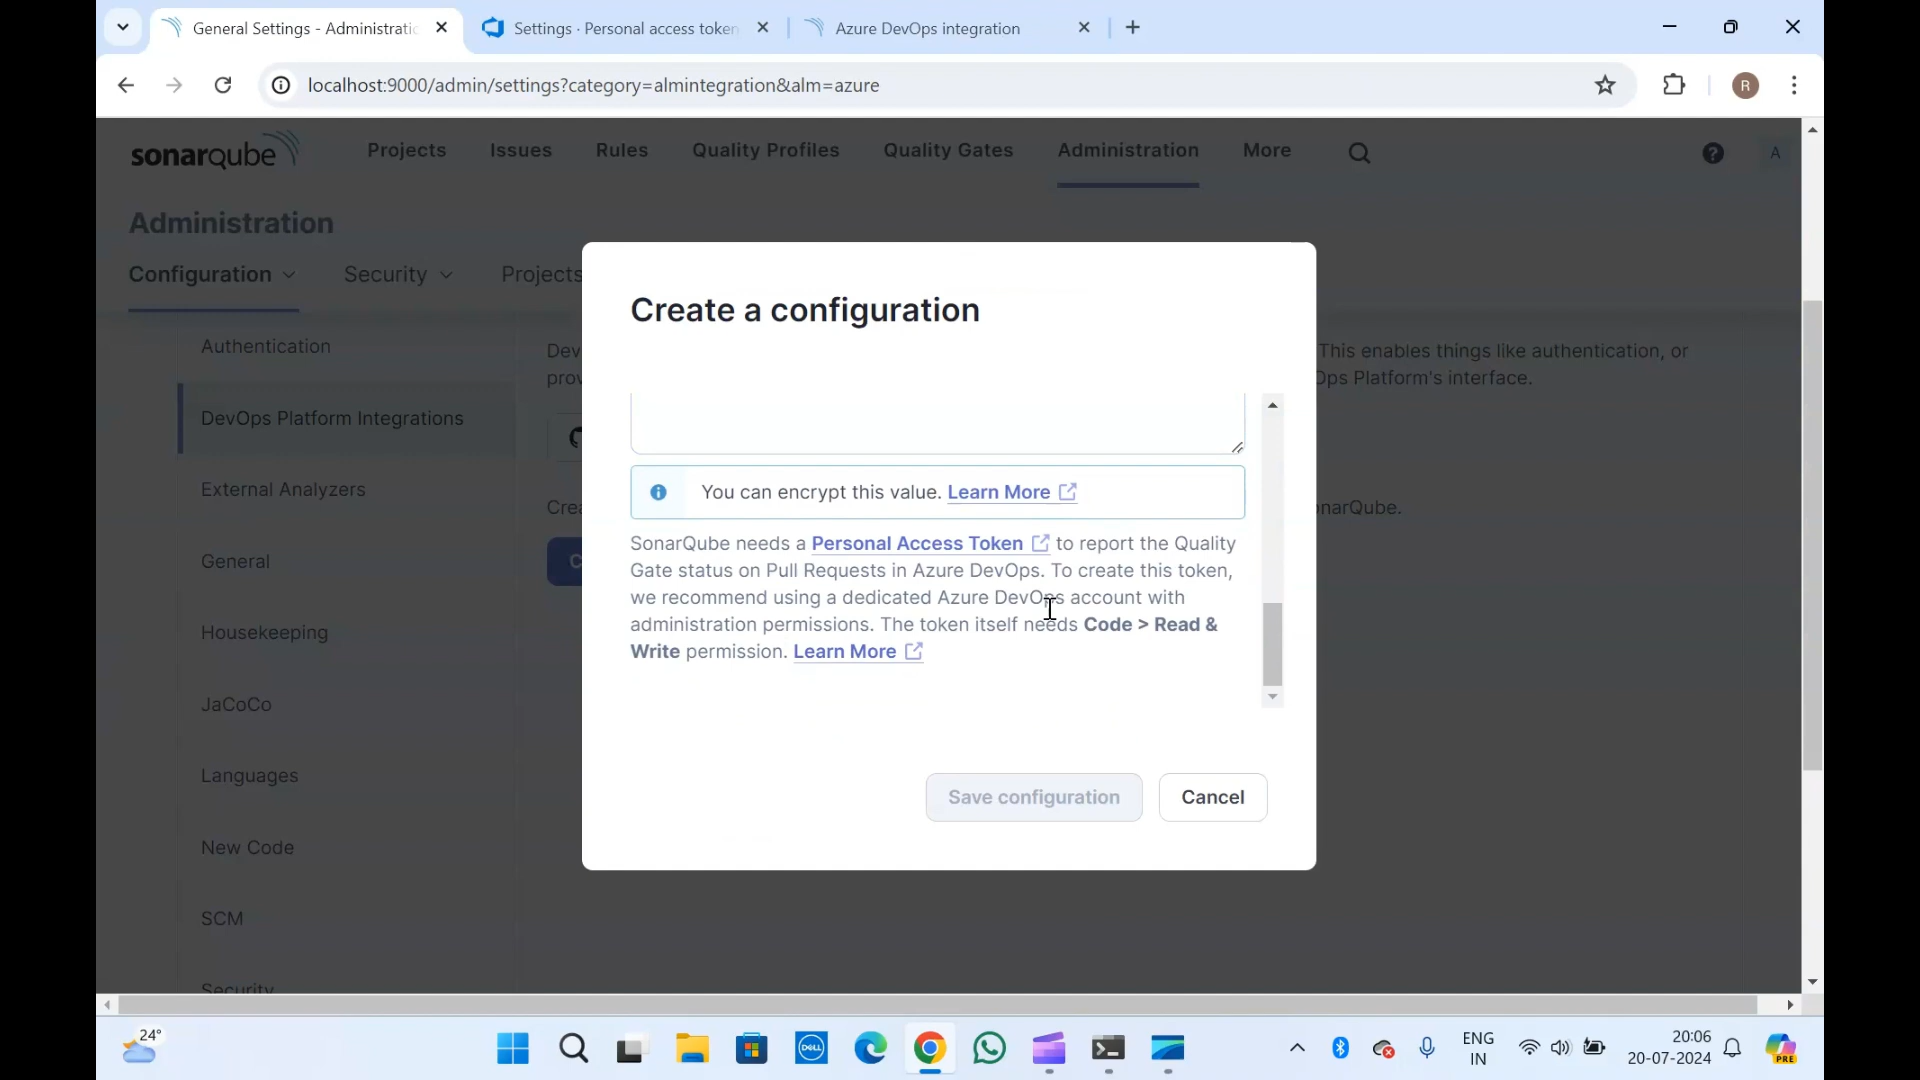 General Settings - Administratic
Settings · Personal access token
Azure DevOps integration
localhost:9000/admin/settings?category=almintegration&alm=azure
R
sonarqube
Projects
Issues
Rules
Quality Profiles
Quality Gates
Administration
More
A
Administration
Configuration
Security
Projects
Authentication
DevOps Platform Integrations
External Analyzers
General
Housekeeping
JaCoCo
Languages
New Code
SCM
Security
Dev
This enables things like authentication, or
prov
Ops Platform's interface.
Crea
onarQube.
C
Create a configuration
You can encrypt this value. Learn More
SonarQube needs a Personal Access Token to report the Quality
Gate status on Pull Requests in Azure DevOps. To create this token,
we recommend using a dedicated Azure DevOps account with
administration permissions. The token itself needs Code > Read &
Write permission. Learn More
Save configuration
Cancel
24°
DELL
ENG
IN
20:06
20-07-2024
PRE